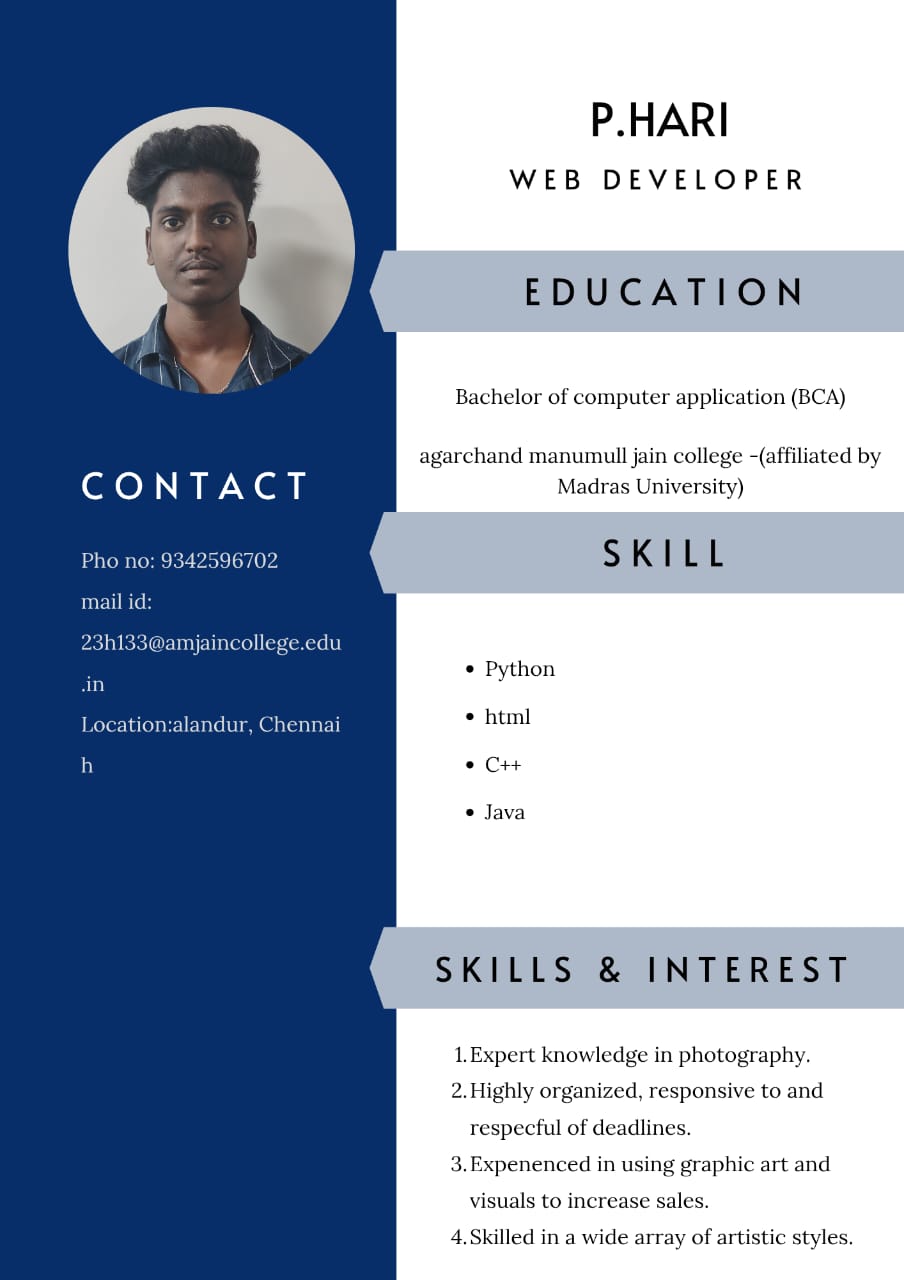 P.HARI
WEB DEVELOPER
EDUCATION
Bachelor of computer application (BCA)
agarchand manumull jain college -(affiliated by
Madras University)
CONTACT
Pho no: 9342596702
mail id:
23h133@amjaincollege.edu
.in
Location:alandur, Chennai
h
SKILL
• Python
• html
• C++
• Java
SKILLS & INTEREST
1. Expert knowledge in photography.
2. Highly organized, responsive to and
respecful of deadlines.
3. Expenenced in using graphic art and
visuals to increase sales.
4. Skilled in a wide array of artistic styles.